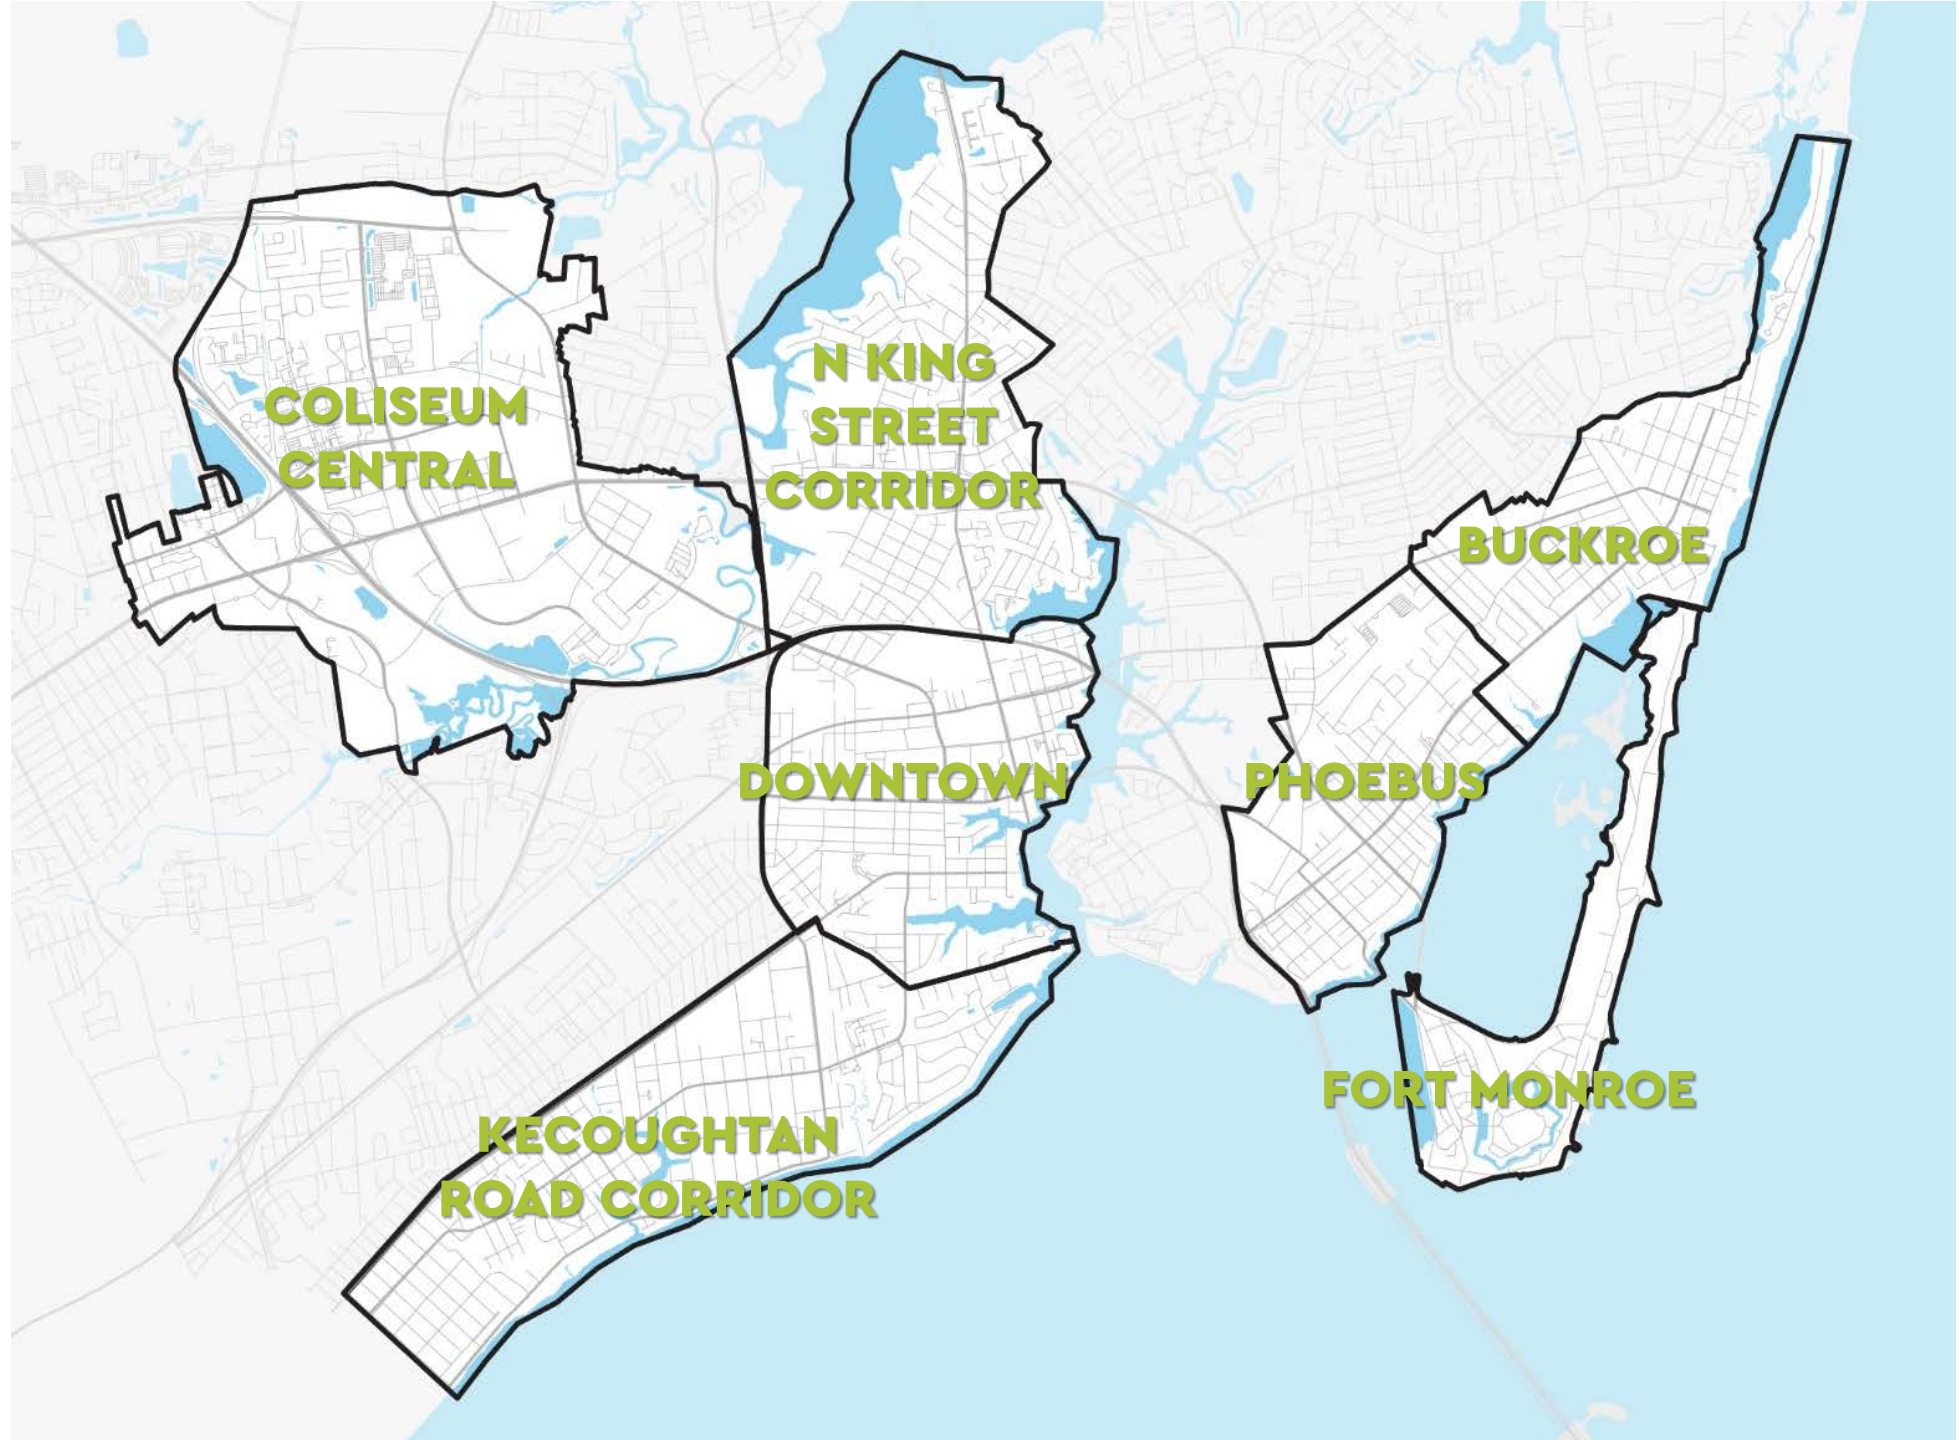 N KING
STREET
CORRIDOR
COLISEUM
CENTRAL
BUCKROE
DOWNTOWN
PHOEBUS
FORT MONROE
KECOUGHTAN
ROAD CORRIDOR